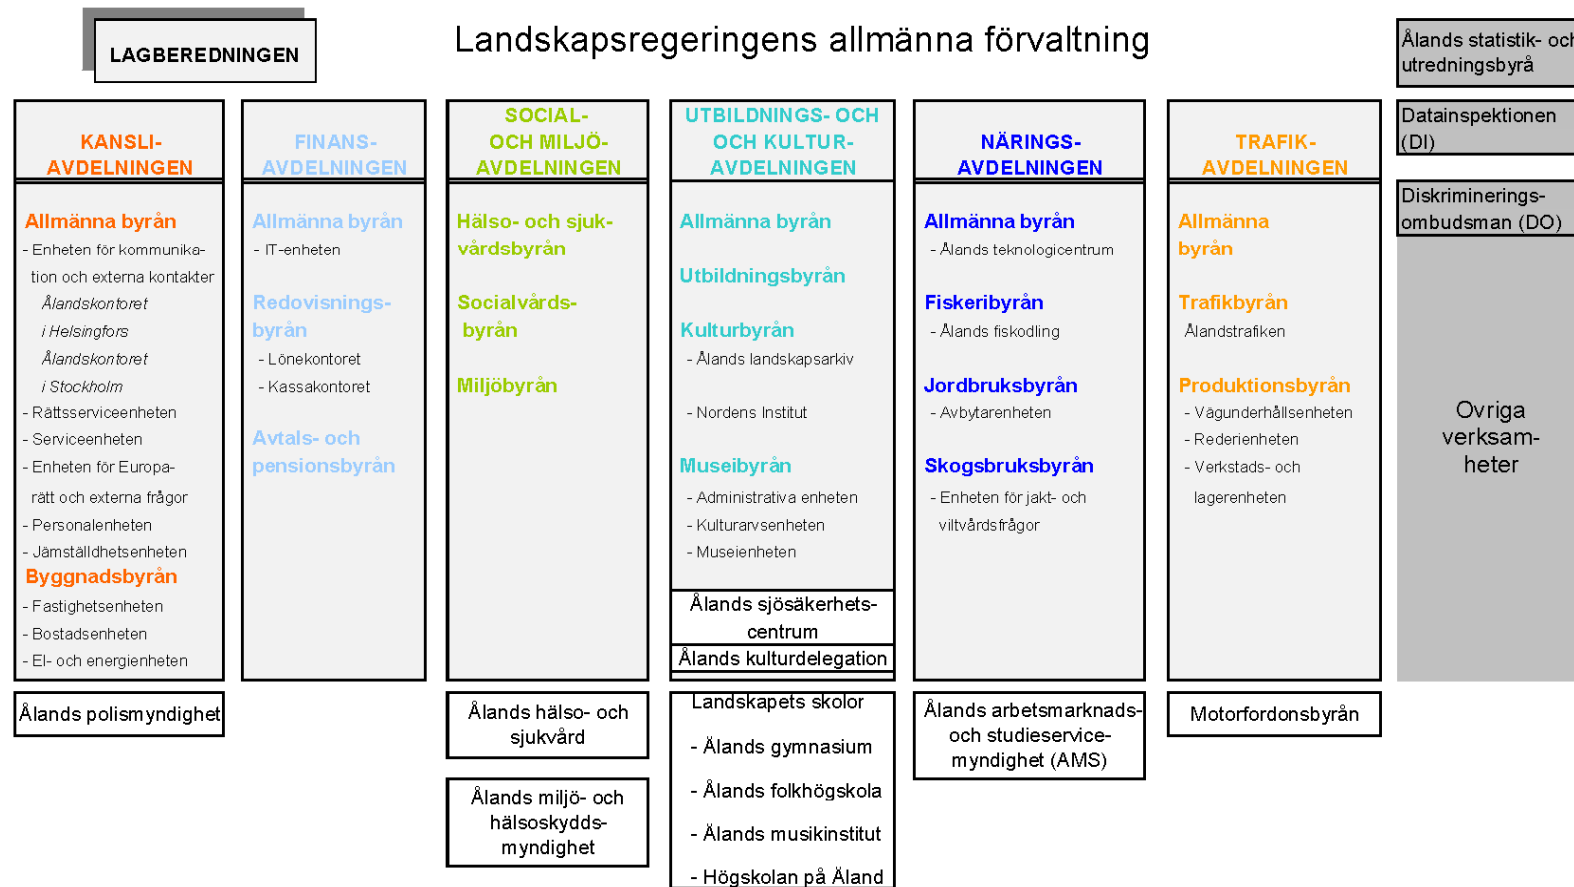 LAGBEREDNINGEN
Landskapsregeringens allmänna förvaltning
KANSLI-
AVDELNINGEN
Allmänna byrån
- Enheten för kommunika-
tion och externa kontakter
Ålandskontoret
i Helsingfors
Ålandskontoret
i Stockholm
- Rättsserviceenheten
- Serviceenheten
- Enheten för Europa-
rätt och externa frågor
- Personalenheten
- Jämställdhetsenheten
Byggnadsbyrån
- Fastighetsenheten
- Bostadsenheten
- El- och energienheten
Ålands polismyndighet
FINANS-
AVDELNINGEN
Allmänna byrån
- IT-enheten
Redovisnings-
byrån
- Lönekontoret
- Kassakontoret
Avtals- och
pensionsbyrån
SOCIAL-
OCH MILJÖ-
AVDELNINGEN
Hälso- och sjuk-
vårdsbyrån
Socialvårds-
byrån
Miljöbyrån
Ålands hälso- och
sjukvård
Ålands miljö- och
hälsoskydds-
myndighet
UTBILDNINGS- OCH
OCH KULTUR-
AVDELNINGEN
Allmänna byrån
Utbildningsbyrån
Kulturbyrån
- Ålands landskapsarkiv
- Nordens Institut
Museibyrån
- Administrativa enheten
- Kulturarvsenheten
- Museienheten
Ålands sjösäkerhets-
centrum
Ålands kulturdelegation
Landskapets skolor
- Älands gymnasium
- Ålands folkhögskola
- Älands musikinstitut
- Högskolan på Åland
NÄRINGS-
AVDELNINGEN
Allmänna byrån
- Ålands teknologicentrum
Fiskeribyrån
- Ålands fiskodling
Jordbruksbyrån
- Avbytarenheten
Skogsbruksbyrån
- Enheten för jakt- och
viltvårdsfrågor
Ålands arbetsmarknads-
och studieservice-
myndighet (AMS)
TRAFIK-
AVDELNINGEN
Allmänna
byrån
Trafikbyrån
Ålandstrafiken
Produktionsbyrån
- Vägunderhållsenheten
- Rederienheten
- Verkstads- och
lagerenheten
Motorfordonsbyrån
Ålands statistik- och
utredningsbyrå
Datainspektionen
(DI)
Diskriminerings-
ombudsman (DO)
Ovriga
verksam-
heter